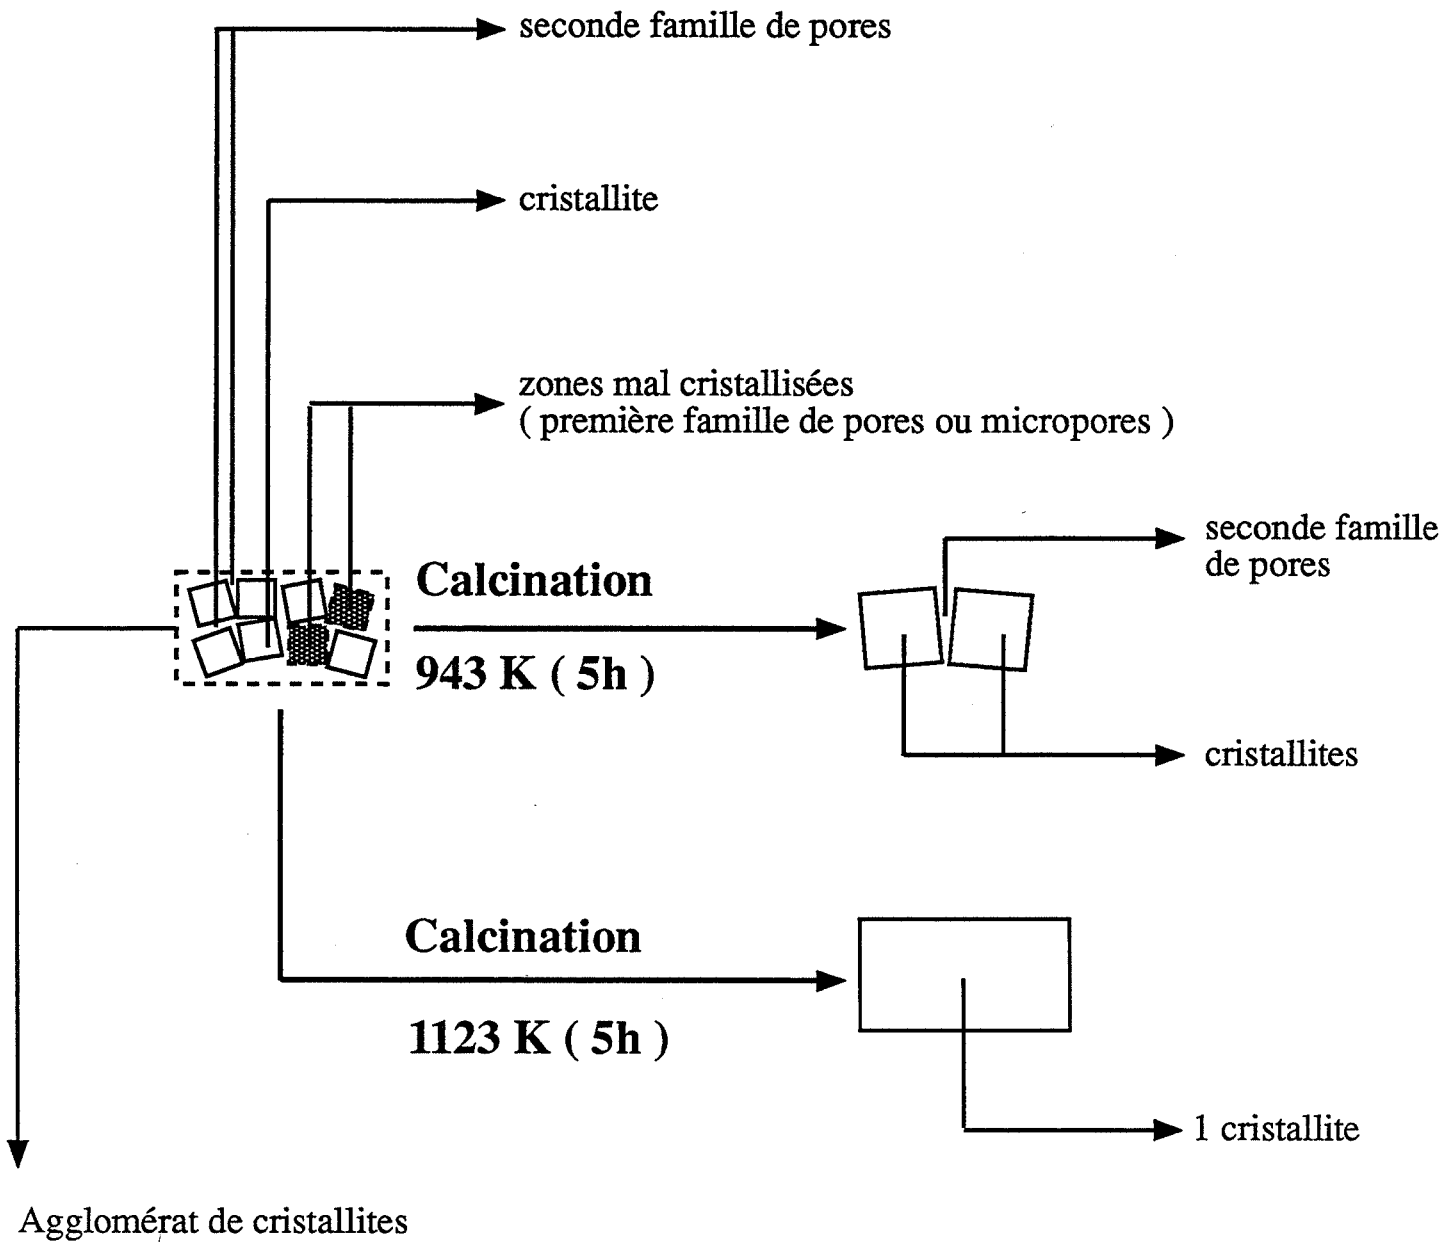 seconde famille de pores
cristallite
zones mal cristallisées
( première famille de pores ou micropores )
seconde famille
de pores
Calcination
943 K ( 5h )
cristallites
Calcination
1123 K ( 5h )
1 cristallite
Agglomérat de cristallites